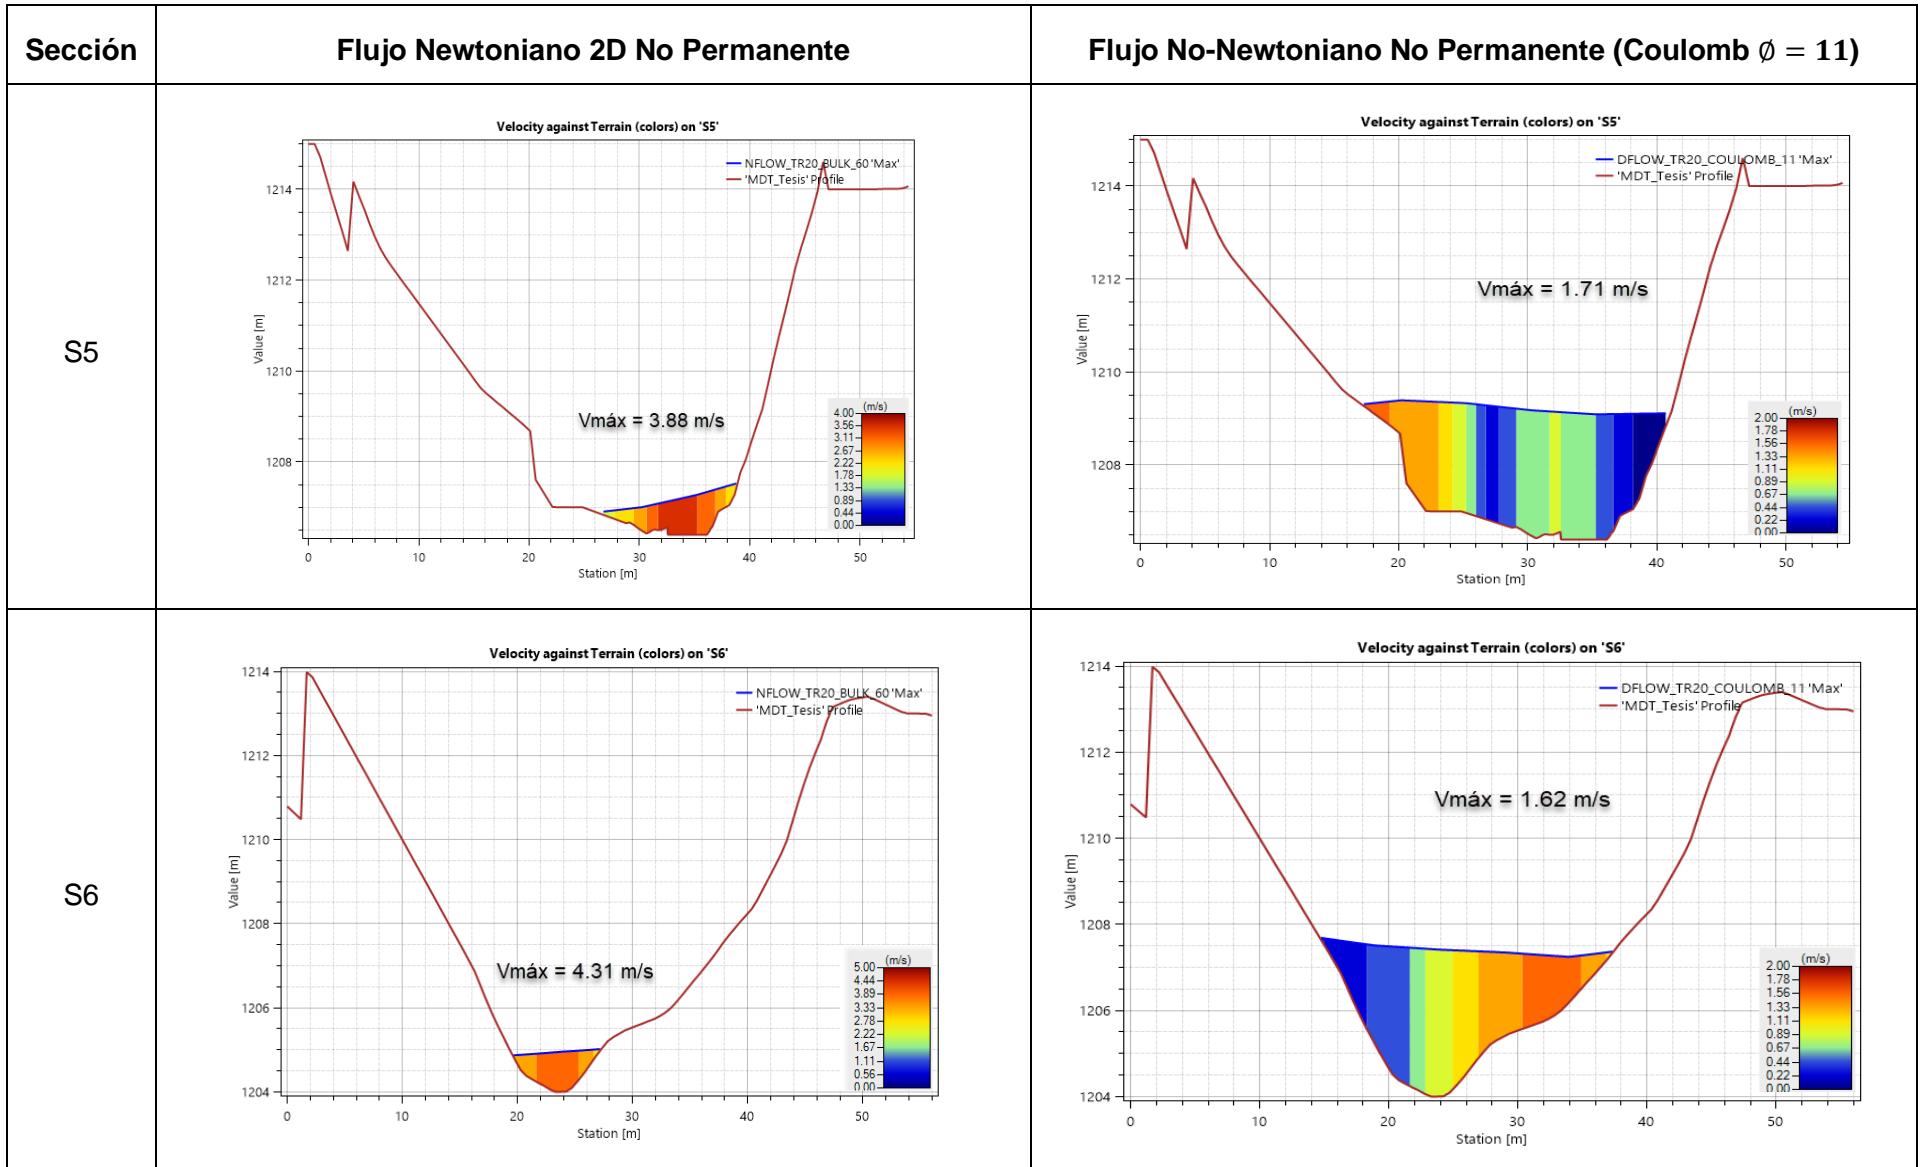 Sección
Flujo Newtoniano 2D No Permanente
Flujo No-Newtoniano No Permanente (Coulomb ∅ = 11)
S5
Velocity against Terrain (colors) on 'S5'
NFLOW_TR20_BULK_60 'Max'
'MDT_Tesis' Profile
1214
1212
1210
1208
Value [m]
Vmáx = 3.88 m/s
(m/s)
4.00
3.56
3.11
2.67
2.22
1.78
1.33
0.89
0.44
0.00
0 10 20 30 40 50
Station [m]
Velocity against Terrain (colors) on 'S5'
DFLOW_TR20_COULOMB_11 'Max'
'MDT_Tesis' Profile
1214
1212
1210
1208
Value [m]
Vmáx = 1.71 m/s
(m/s)
2.00
1.78
1.56
1.33
1.11
0.89
0.67
0.44
0.22
0.00
0 10 20 30 40 50
Station [m]
S6
Velocity against Terrain (colors) on 'S6'
NFLOW_TR20_BULK_60 'Max'
'MDT_Tesis' Profile
1214
1212
1210
1208
1206
1204
Value [m]
Vmáx = 4.31 m/s
(m/s)
5.00
4.44
3.89
3.33
2.78
2.22
1.67
1.11
0.56
0.00
0 10 20 30 40 50
Station [m]
Velocity against Terrain (colors) on 'S6'
DFLOW_TR20_COULOMB_11 'Max'
'MDT_Tesis' Profile
1214
1212
1210
1208
1206
1204
Value [m]
Vmáx = 1.62 m/s
(m/s)
2.00
1.78
1.56
1.33
1.11
0.89
0.67
0.44
0.22
0.00
0 10 20 30 40 50
Station [m]